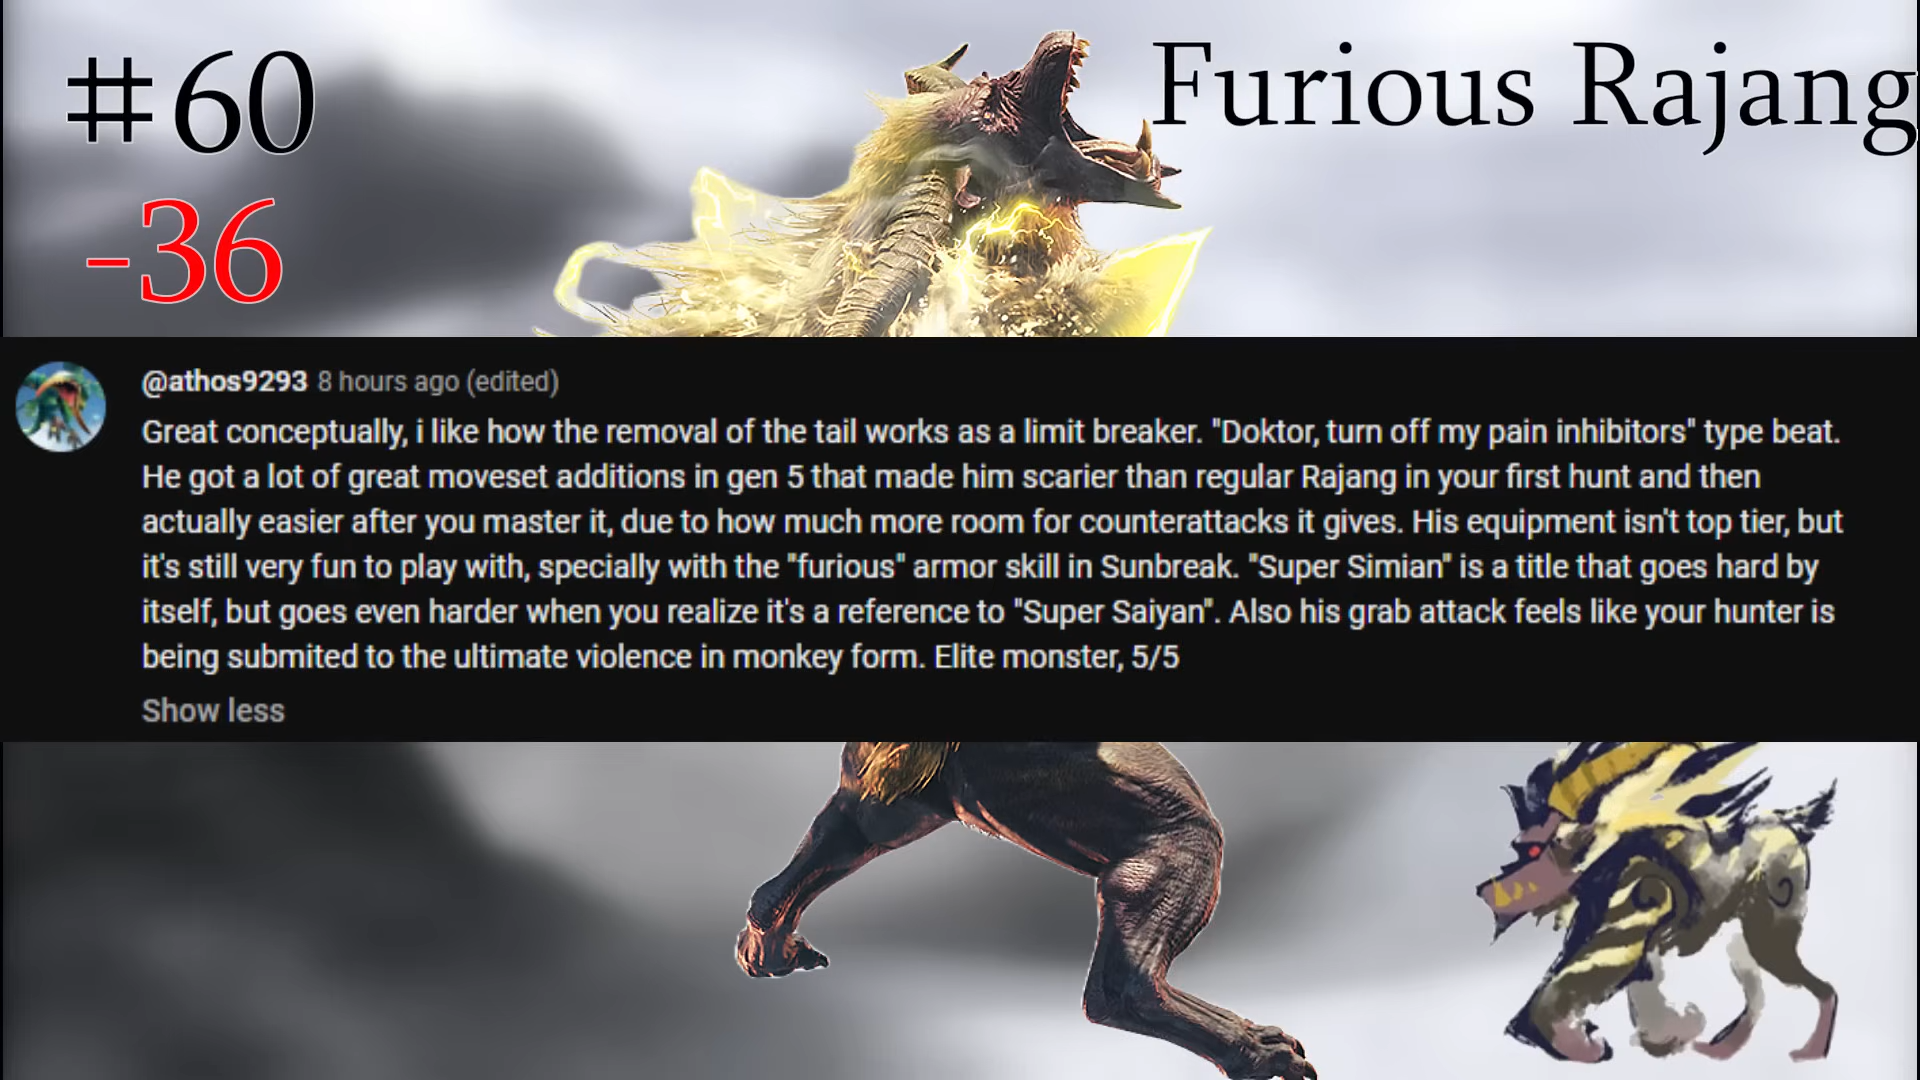 #60
Furious Rajang
-36
@athos9293 8 hours ago (edited)
Great conceptually, i like how the removal of the tail works as a limit breaker. "Doktor, turn off my pain inhibitors" type beat.
He got a lot of great moveset additions in gen 5 that made him scarier than regular Rajang in your first hunt and then
actually easier after you master it, due to how much more room for counterattacks it gives. His equipment isn't top tier, but
it's still very fun to play with, specially with the "furious" armor skill in Sunbreak. "Super Simian" is a title that goes hard by
itself, but goes even harder when you realize it's a reference to "Super Saiyan". Also his grab attack feels like your hunter is
being submited to the ultimate violence in monkey form. Elite monster, 5/5
Show less